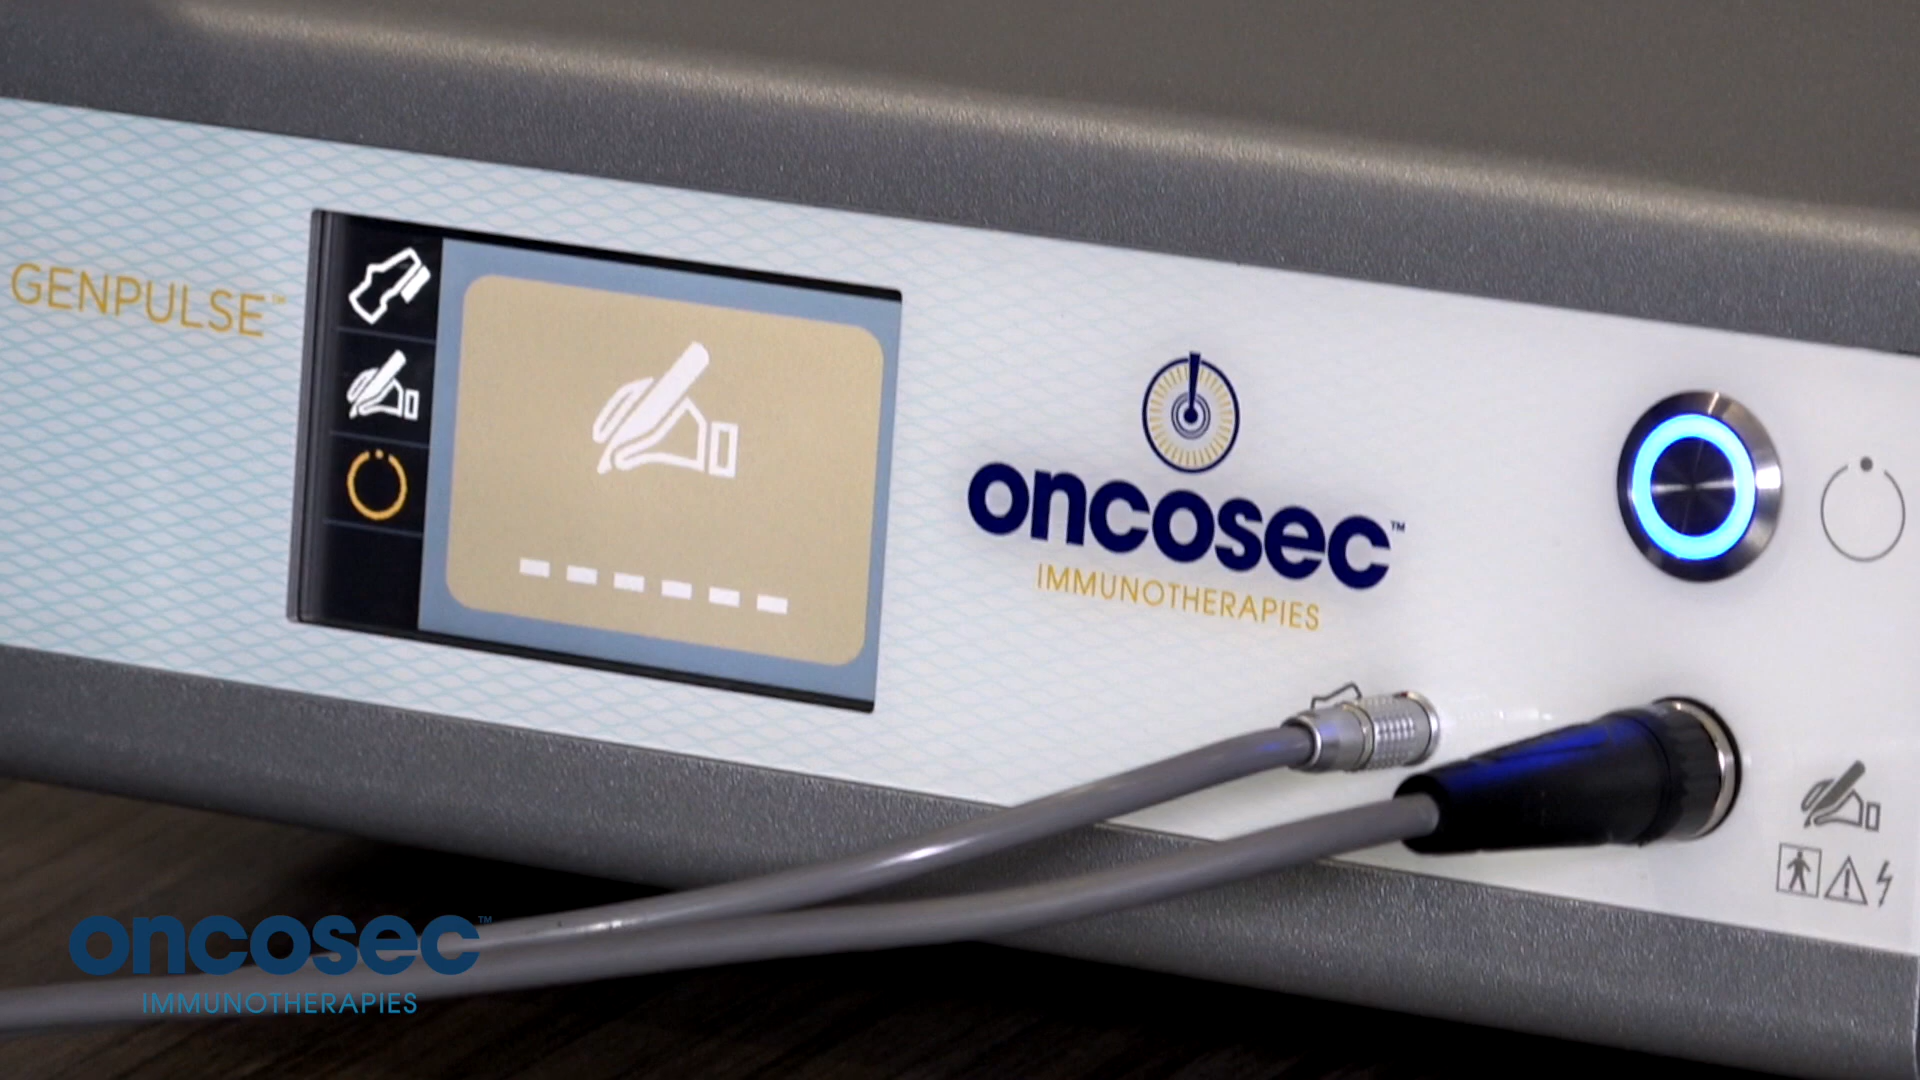 GENPULSE™
oncosec™
IMMUNOTHERAPIES
oncosec™
IMMUNOTHERAPIES